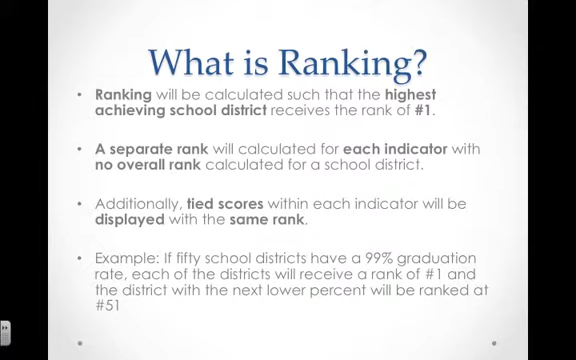 What is Ranking?
• Ranking will be calculated such that the highest
achieving school district receives the rank of #1.
• A separate rank will calculated for each indicator with
no overall rank calculated for a school district.
• Additionally, tied scores within each indicator will be
displayed with the same rank.
• Example: If fifty school districts have a 99% graduation
rate, each of the districts will receive a rank of #1 and
the district with the next lower percent will be ranked at
#51